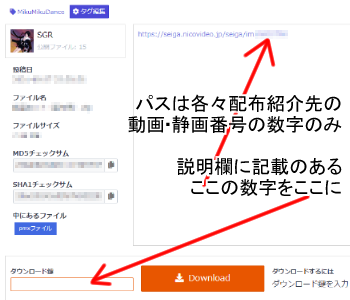 MikuMikuDance タグ編集
SGR
公開ファイル: 15
投稿日
ファイル名
ファイルサイズ
MD5チェックサム
SHA1チェックサム
中にあるファイル
pmxファイル
https://seiga.nicovideo.jp/seiga/im
パスは各々配布紹介先の
動画・静画番号の数字のみ
説明欄に記載のある
ここの数字をここに
ダウンロード鍵
Download
ダウンロードするには
ダウンロード鍵を入力